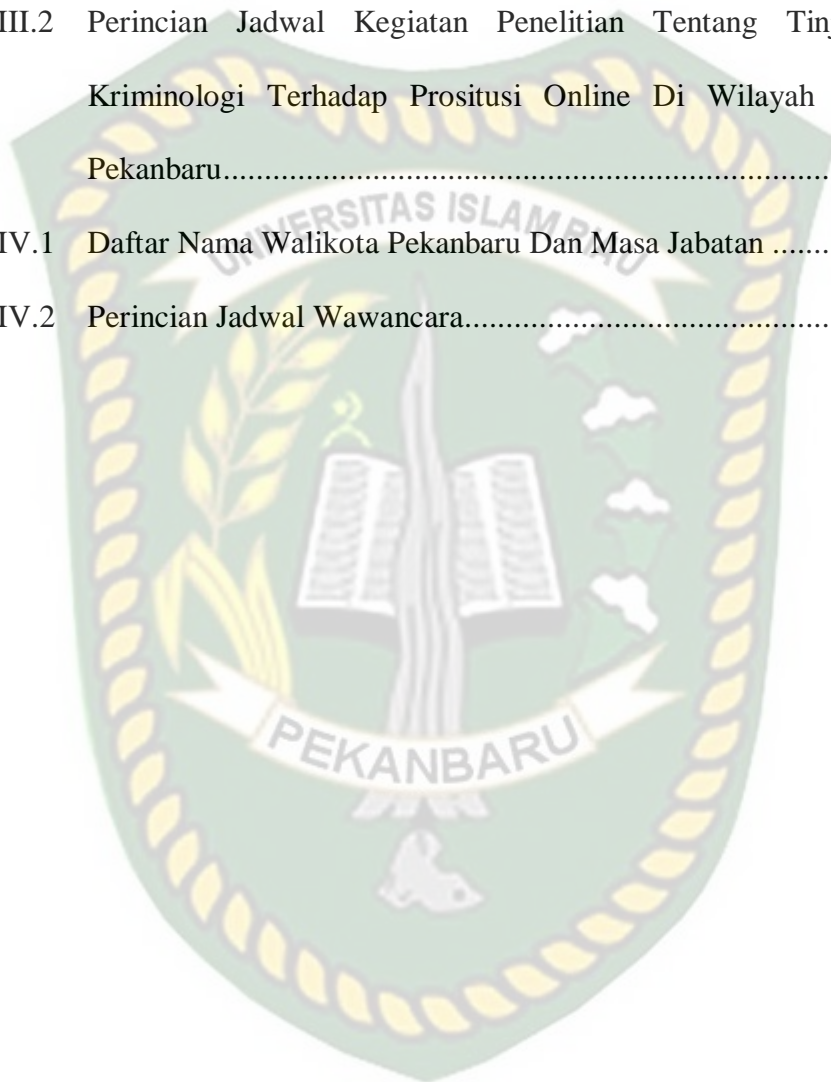 III.2 Perincian Jadwal Kegiatan Penelitian Tentang
Kriminologi Terhadap Prositusi Online Di Wilayah
Pekanbaru........................................................................
IV.1 Daftar Nama Walikota Pekanbaru Dan Masa Jabatan .......
IV.2 Perincian Jadwal Wawancara...........................................
UNIVERSITAS ISLAM RIAU
PEKANBARU